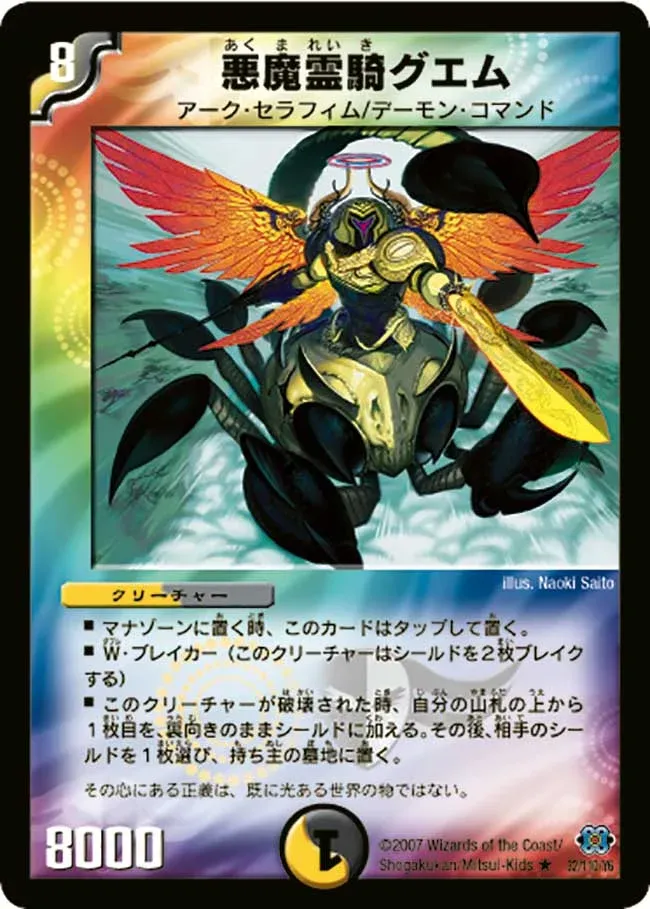 8
あくまれいき
悪魔霊騎グエム
アーク・セラフィム/デーモン・コマンド
illus. Naoki Saito
クリーチャー
■ マナゾーンに置く時、このカードはタップして置く。
■ W・ブレイカー（このクリーチャーはシールドを2枚ブレイク
する）
■ このクリーチャーが破壊された時、自分の山札の上から
1枚目を、裏向きのままシールドに加える。その後、相手のシー
ルドを1枚選び、持ち主の墓地に置く。
その心にある正義は、既に光ある世界の物ではない。
8000
1
©2007 Wizards of the Coast/
Shogakukan/Mitsui-Kids ★ 32/110 Y6